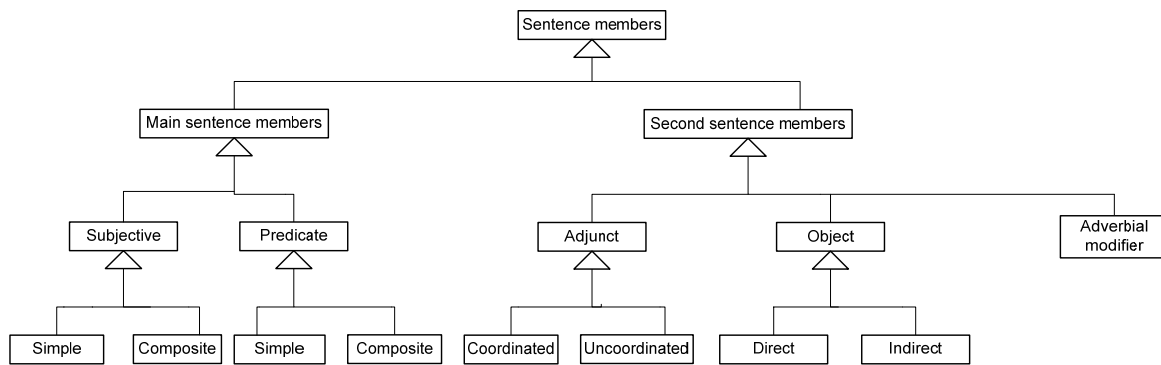 Sentence members
Main sentence members
Second sentence members
Subjective
Predicate
Adjunct
Object
Adverbial
modifier
Simple
Composite
Simple
Composite
Coordinated
Uncoordinated
Direct
Indirect